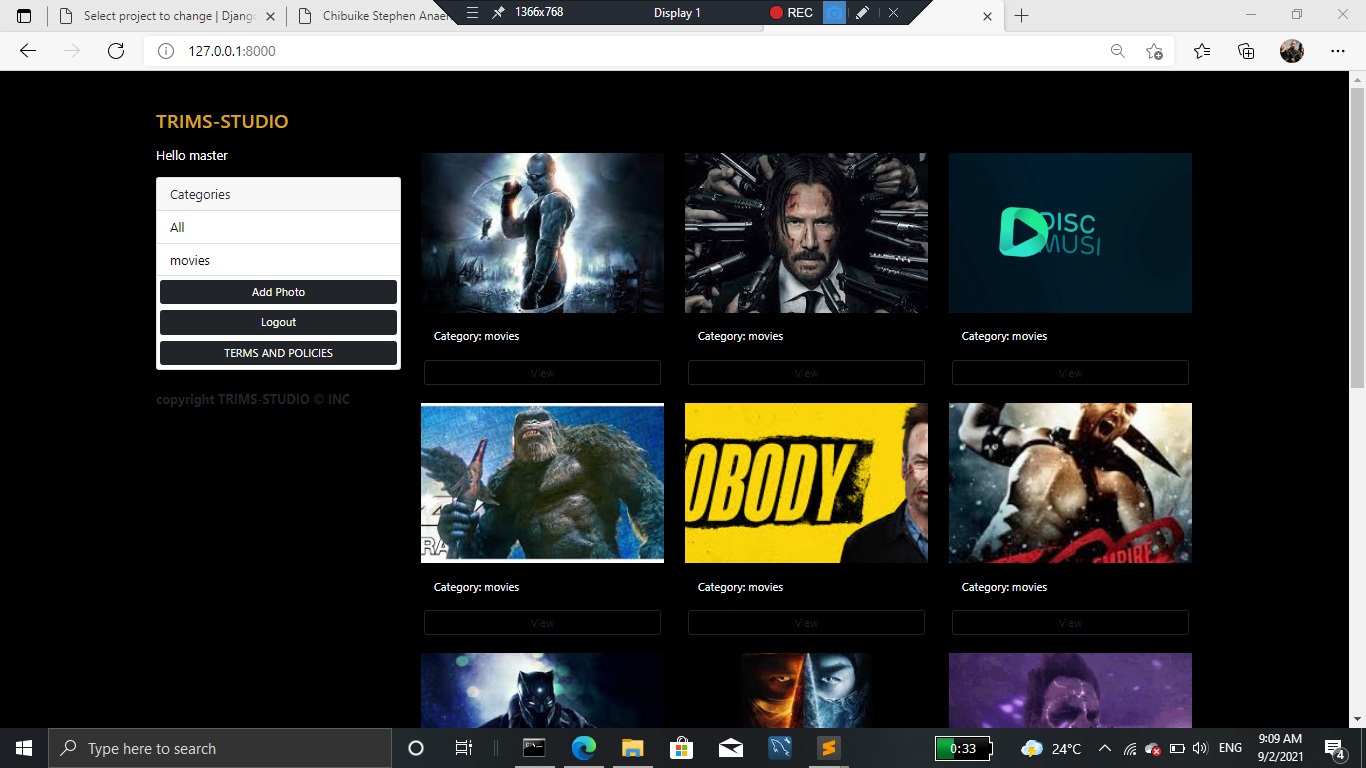 1366x768
Display 1
REC
Select project to change | Djang
Chibuike Stephen Anaer
127.0.0.1:8000
TRIMS-STUDIO
Hello master
Categories
All
movies
Add Photo
Logout
TERMS AND POLICIES
copyright TRIMS-STUDIO © INC
DISC
MUSI
Category: movies
Category: movies
Category: movies
View
View
View
RA
OBODY
EMPIRE
Category: movies
Category: movies
Category: movies
View
View
View
Type here to search
0:33
24°C
ENG
9:09 AM
9/2/2021
4